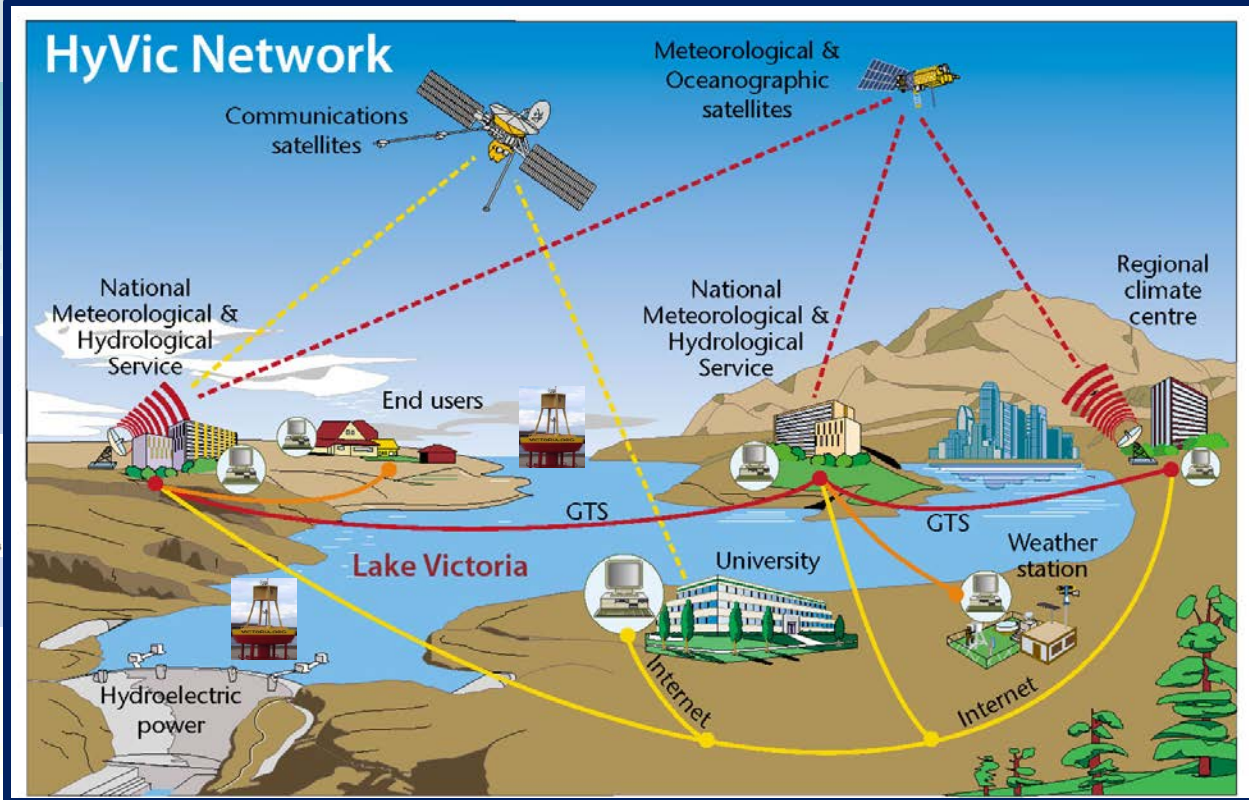 HyVic Network
Communications
satellites
Meteorological &
Oceanographic
satellites
National
Meteorological &
Hydrological
Service
End users
National
Meteorological &
Hydrological
Service
Regional
climate
centre
GTS
GTS
Lake Victoria
University
Weather
station
Hydroelectric
power
Internet
Internet